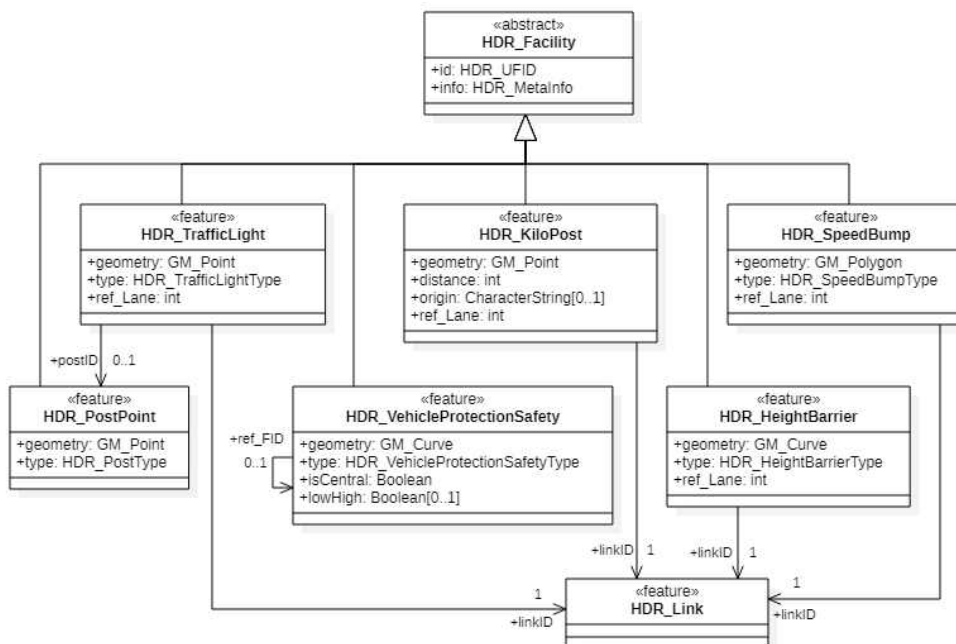 «abstract»
HDR_Facility
+id: HDR_UFID
+info: HDR_MetaInfo
«feature»
HDR_TrafficLight
+geometry: GM_Point
+type: HDR_TrafficLightType
+ref_Lane: int
«feature»
HDR_KiloPost
+geometry: GM_Point
+distance: int
+origin: CharacterString[0..1]
+ref_Lane: int
«feature»
HDR_SpeedBump
+geometry: GM_Polygon
+type: HDR_SpeedBumpType
+ref_Lane: int
+postID 0..1
«feature»
HDR_PostPoint
+geometry: GM_Point
+type: HDR_PostType
+ref_FID
0..1
«feature»
HDR_VehicleProtectionSafety
+geometry: GM_Curve
+type: HDR_VehicleProtectionSafetyType
+isCentral: Boolean
+lowHigh: Boolean[0..1]
«feature»
HDR_HeightBarrier
+geometry: GM_Curve
+type: HDR_HeightBarrierType
+ref_Lane: int
+linkID 1
+linkID 1
1
+linkID
1
+linkID
«feature»
HDR_Link